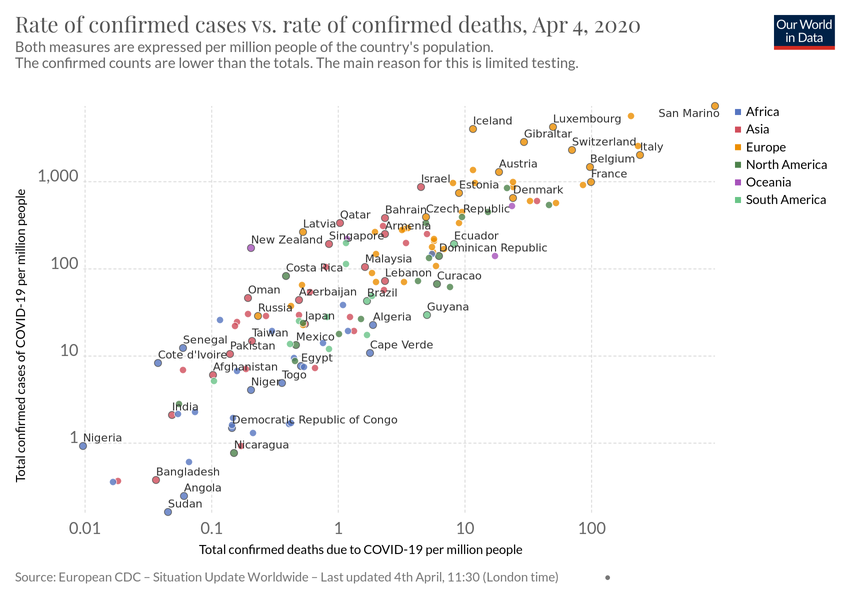 Rate of confirmed cases vs. rate of confirmed deaths, Apr 4, 2020
Both measures are expressed per million people of the country's population.
The confirmed counts are lower than the totals. The main reason for this is limited testing.
Our World
in Data
San Marino
Iceland
Luxembourg
Gibraltar
Switzerland
Italy
Belgium
Austria
France
Israel
Estonia
Denmark
Qatar
Bahrain
Czech Republic
Latvia
Armenia
Singapore
New Zealand
Ecuador
Dominican Republic
Malaysia
Costa Rica
Lebanon
Curacao
Oman
Azerbaijan
Brazil
Russia
Japan
Algeria
Guyana
Taiwan
Mexico
Senegal
Pakistan
Cape Verde
Cote d'Ivoire
Egypt
Afghanistan
Togo
Niger
India
Democratic Republic of Congo
Nigeria
Nicaragua
Bangladesh
Angola
Sudan
Africa
Asia
Europe
North America
Oceania
South America
Total confirmed cases of COVID-19 per million people
1,000
100
10
1
0.01
0.1
1
10
100
Total confirmed deaths due to COVID-19 per million people
Source: European CDC – Situation Update Worldwide – Last updated 4th April, 11:30 (London time)